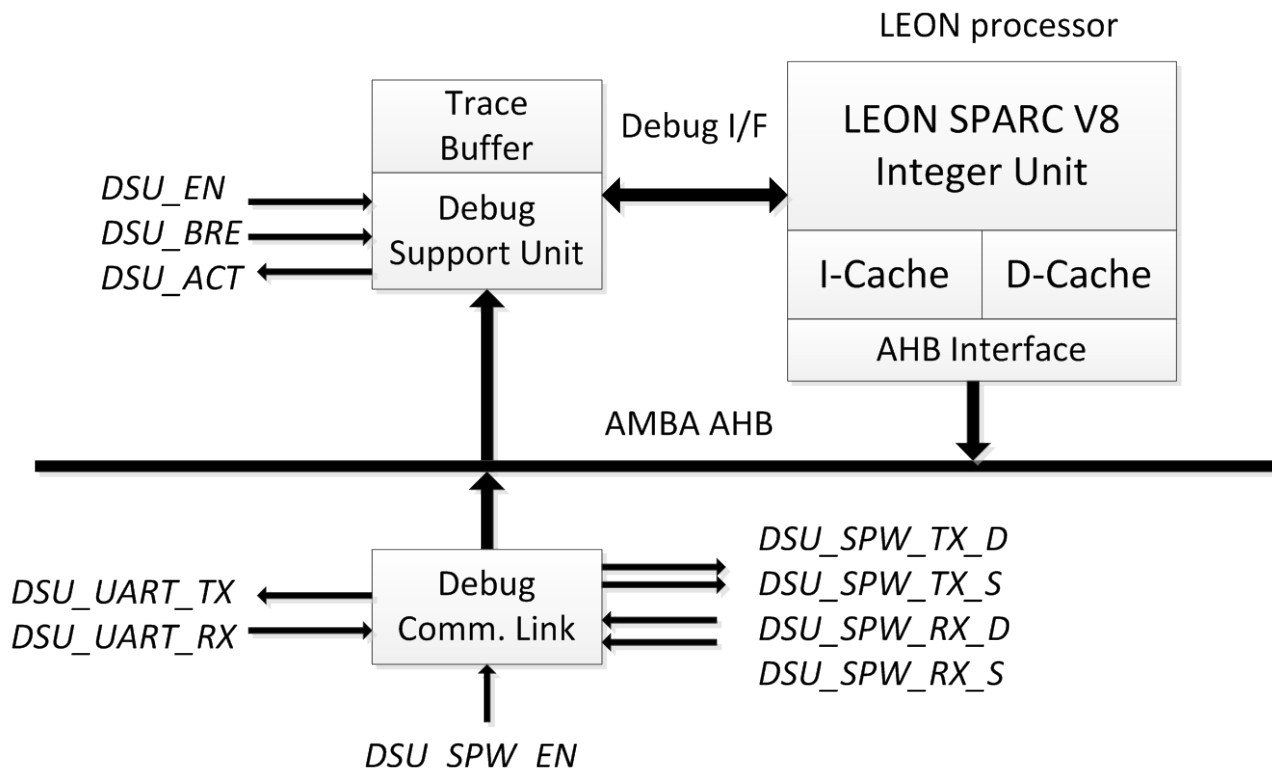 LEON processor
Trace
Buffer
Debug I/F
LEON SPARC V8
Integer Unit
DSU_EN
DSU_BRE
DSU_ACT
Debug
Support Unit
I-Cache
D-Cache
AHB Interface
AMBA AHB
DSU_UART_TX
DSU_UART_RX
Debug
Comm. Link
DSU_SPW_TX_D
DSU_SPW_TX_S
DSU_SPW_RX_D
DSU_SPW_RX_S
DSU_SPW_EN